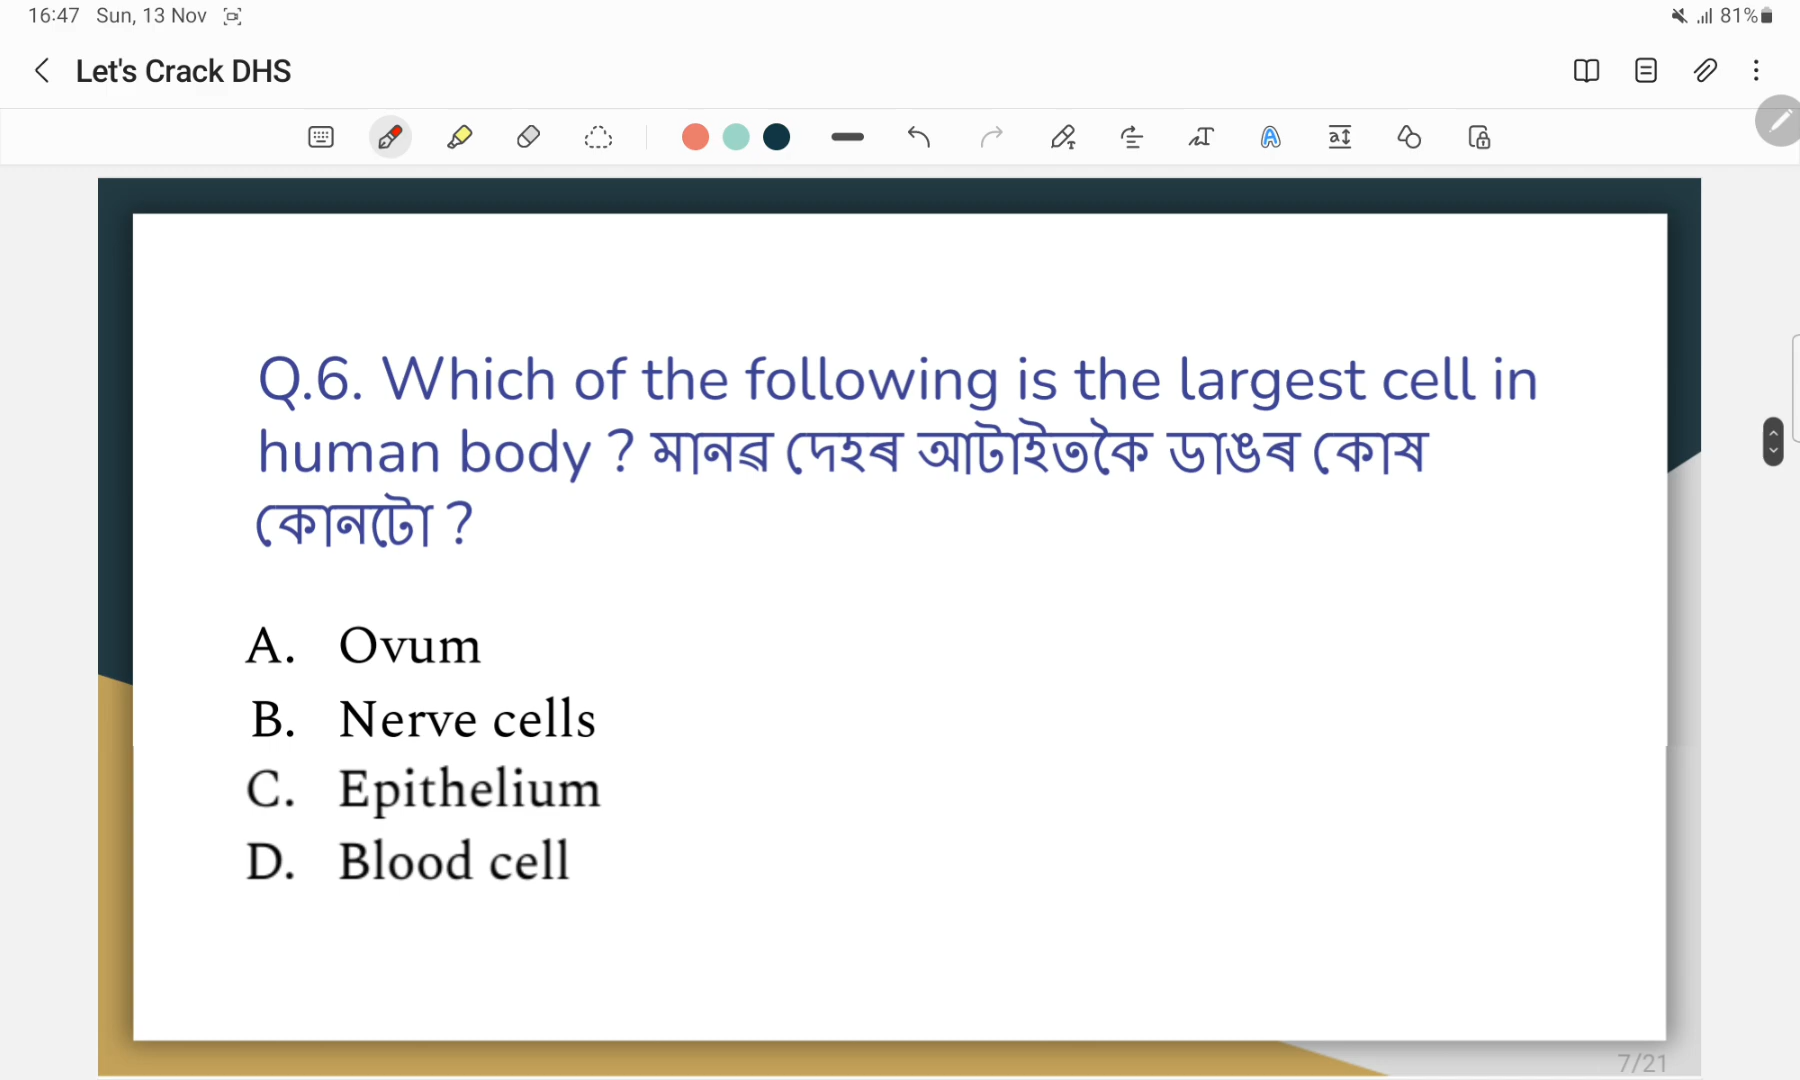 16:47 Sun, 13 Nov
81%
Let's Crack DHS
Q.6. Which of the following is the largest cell in
human body ? মানৱ দেহৰ আটাইতকৈ ডাঙৰ কোষ
কোনটো ?
A. Ovum
B. Nerve cells
C. Epithelium
D. Blood cell
7/21